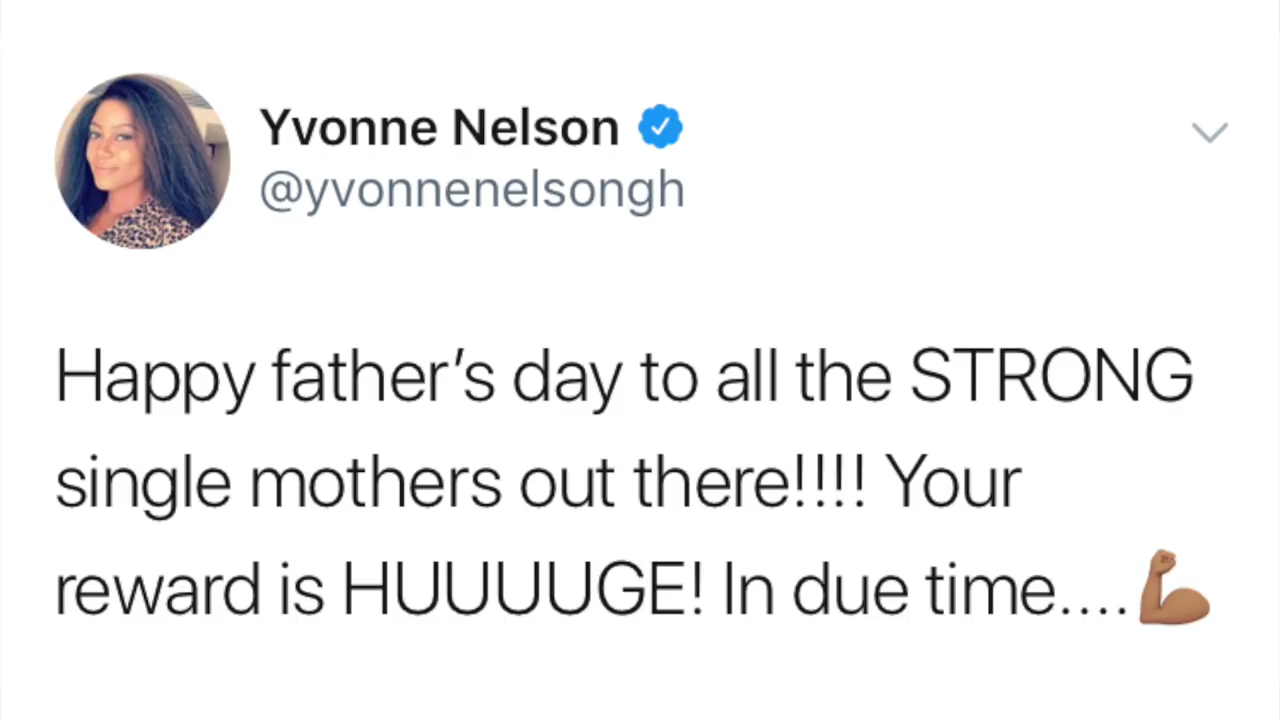 Yvonne Nelson
@yvonnenelsongh
Happy father’s day to all the STRONG
single mothers out there!!!! Your
reward is HUUUUGE! In due time....💪🏾